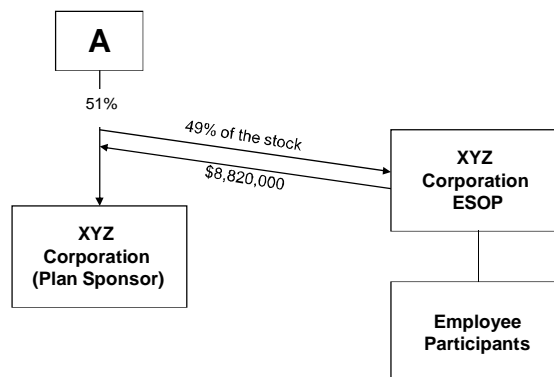 A
51%
49% of the stock
$8,820,000
XYZ
Corporation
ESOP
XYZ
Corporation
(Plan Sponsor)
Employee
Participants